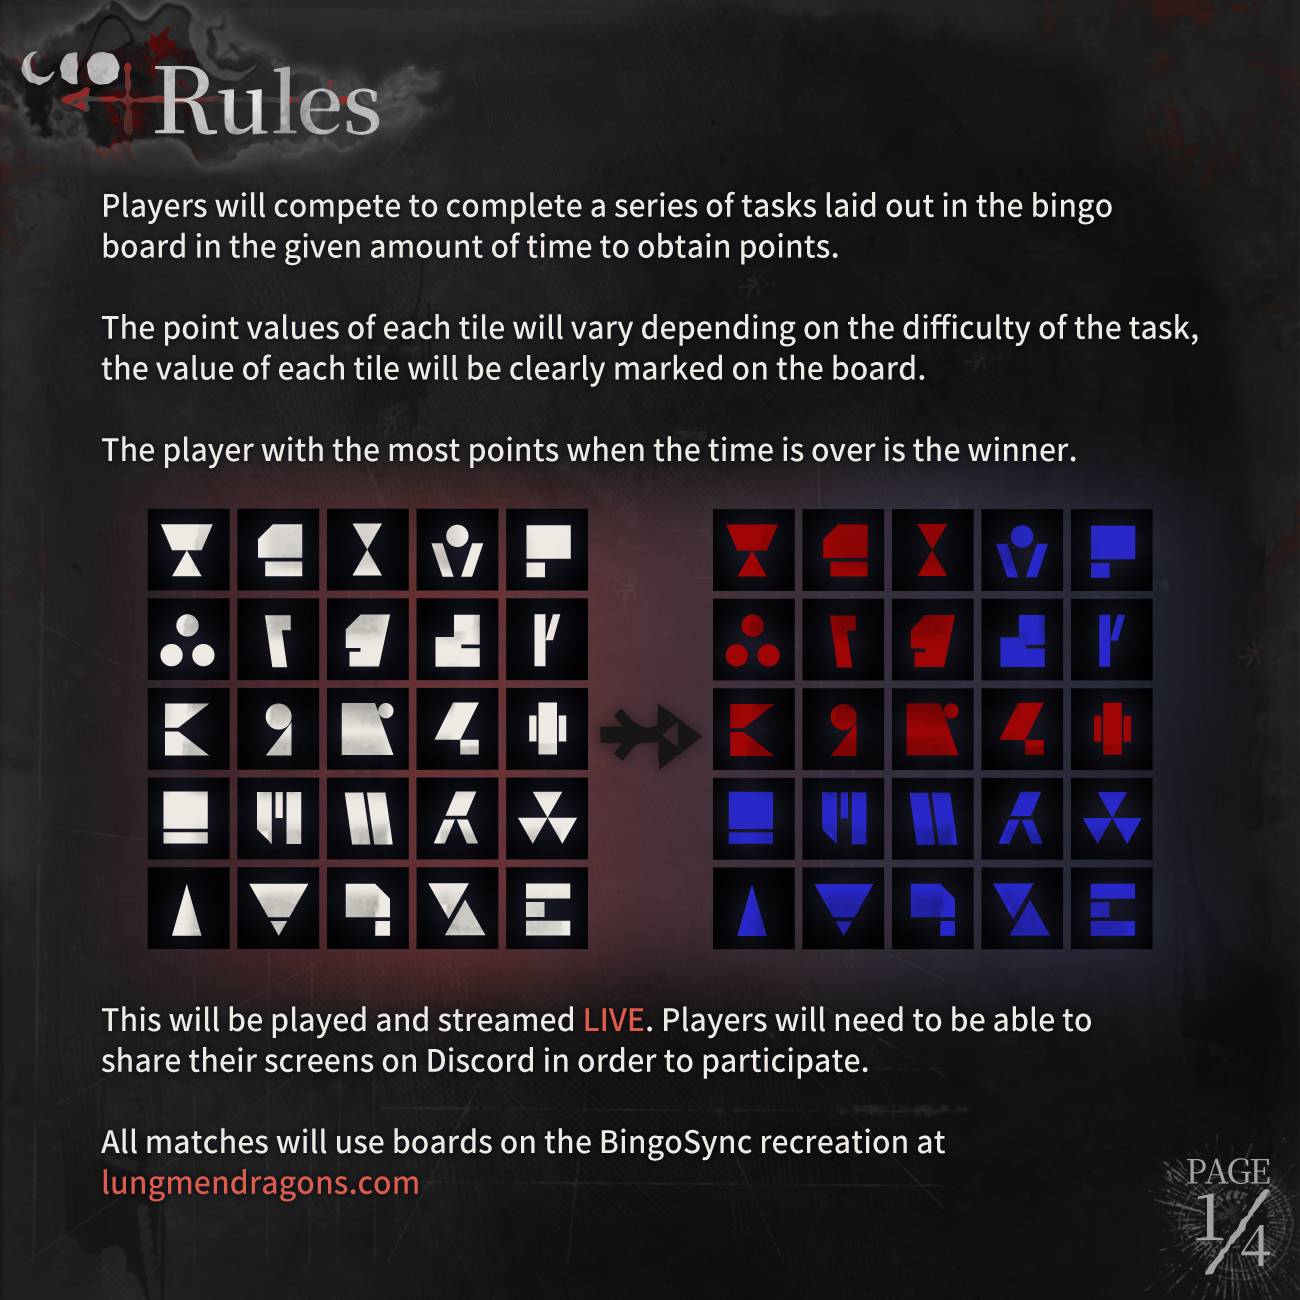 Rules
Players will compete to complete a series of tasks laid out in the bingo
board in the given amount of time to obtain points.
The point values of each tile will vary depending on the difficulty of the task,
the value of each tile will be clearly marked on the board.
The player with the most points when the time is over is the winner.
This will be played and streamed LIVE. Players will need to be able to
share their screens on Discord in order to participate.
All matches will use boards on the BingoSync recreation at
lungmendragons.com
PAGE
1/4